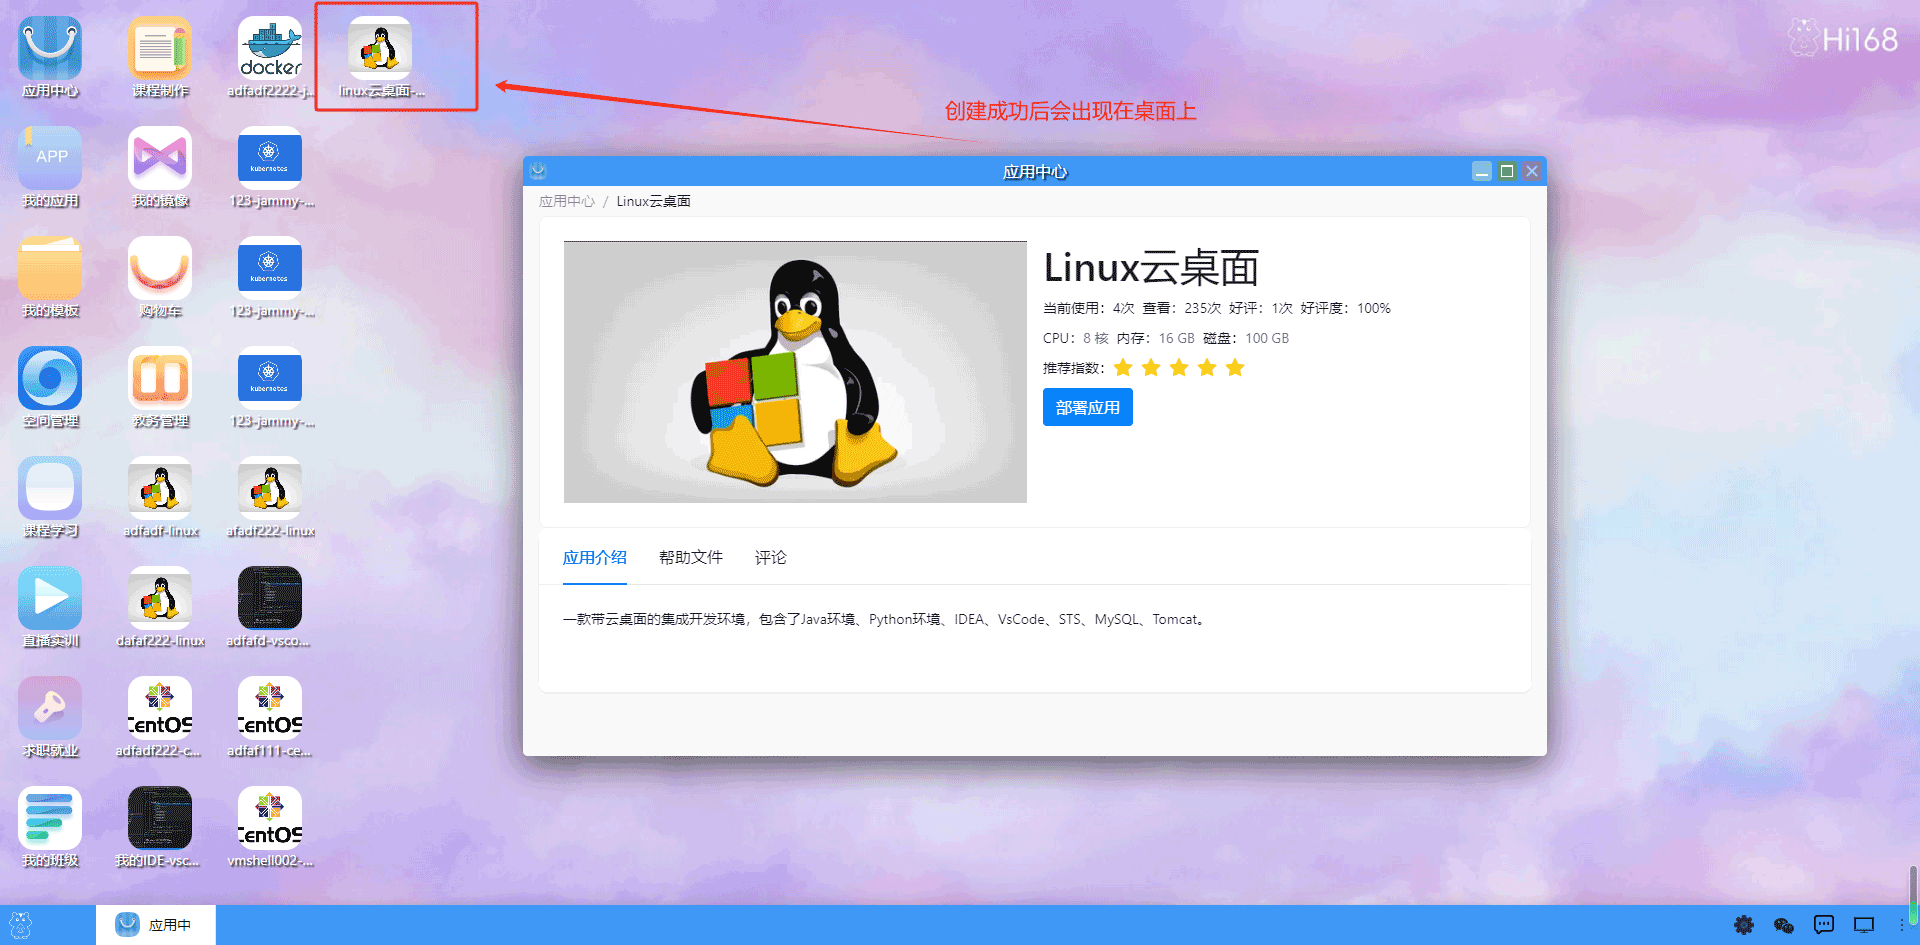 应用中心
课程制作
docker
adfadf2222-j...
linux云桌面-...
Hi168
创建成功后会出现在桌面上
APP
我的应用
我的镜像
kubernetes
123-jammy-...
我的模板
购物车
kubernetes
123-jammy-...
空间管理
教务管理
kubernetes
123-jammy-...
课程学习
adfadf-linux
afadf222-linux
直播实训
dafaf222-linux
adfafd-vsco...
求职就业
CentOS
adfadf222-c...
CentOS
adfaf111-ce...
我的班级
我的IDE-vsc...
CentOS
vmshell002-...
应用中心
应用中心 / Linux云桌面
Linux云桌面
当前使用：4次 查看：235次 好评：1次 好评度：100%
CPU：8 核 内存：16 GB 磁盘：100 GB
推荐指数：
部署应用
应用介绍 帮助文件 评论
一款带云桌面的集成开发环境，包含了Java环境、Python环境、IDEA、VsCode、STS、MySQL、Tomcat。
应用中